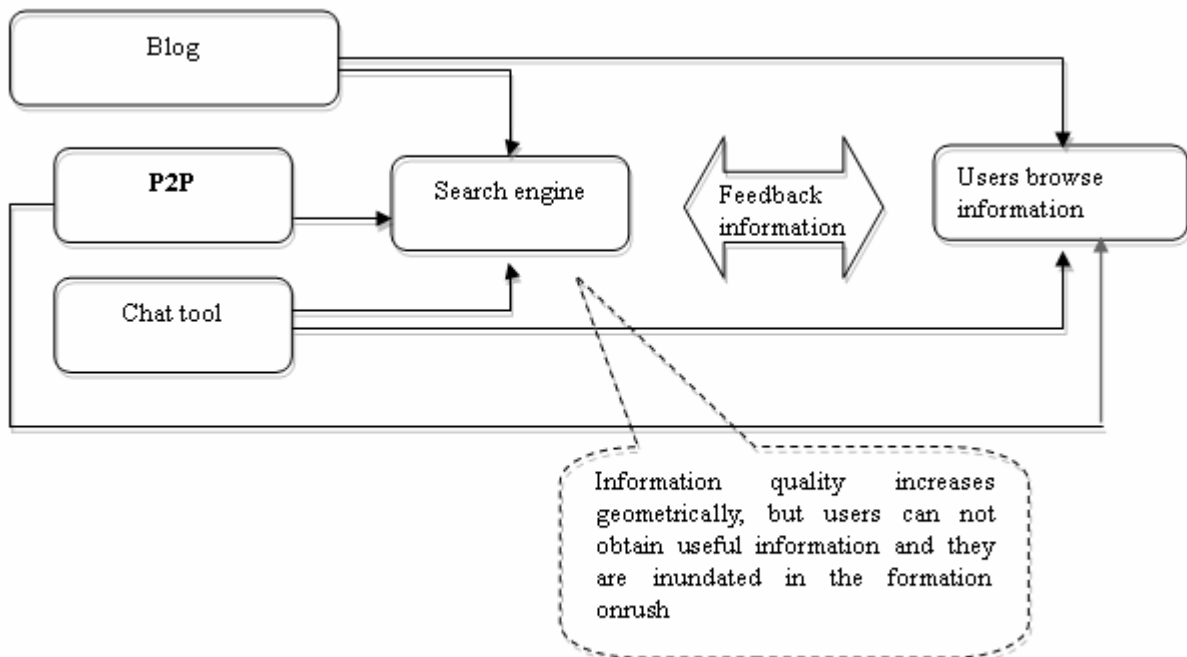 Blog
P2P
Search engine
Chat tool
Feedback
information
Users browse
information
Information quality increases
geometrically, but users can not
obtain useful information and they
are inundated in the formation
onrush